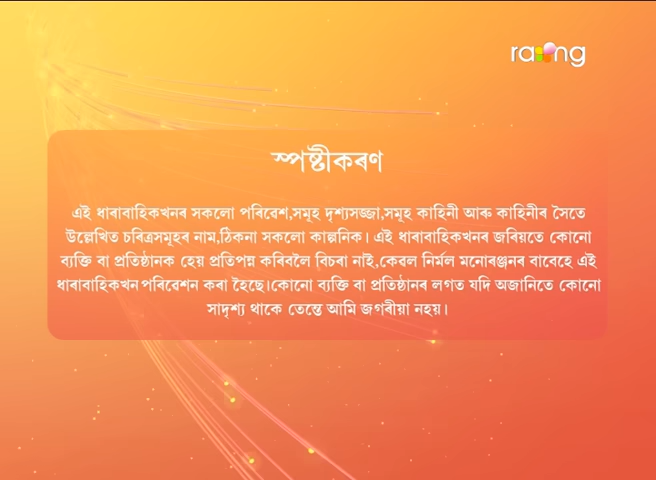 rang
স্পষ্টীকৰণ
এই ধাৰাবাহিকখনৰ সকলো পৰিৱেশ,সমূহ দৃশ্যসজ্জা,সমূহ কাহিনী আৰু কাহিনীৰ সৈতে
উল্লেখিত চৰিত্ৰসমূহৰ নাম,ঠিকনা সকলো কাল্পনিক। এই ধাৰাবাহিকখনৰ জৰিয়তে কোনো
ব্যক্তি বা প্ৰতিষ্ঠানক হেয় প্ৰতিপন্ন কৰিবলৈ বিচৰা নাই,কেৱল নিৰ্মল মনোৰঞ্জনৰ বাবেহে এই
ধাৰাবাহিকখন পৰিৱেশন কৰা হৈছে।কোনো ব্যক্তি বা প্ৰতিষ্ঠানৰ লগত যদি অজানিতে কোনো
সাদৃশ্য থাকে তেন্তে আমি জগৰীয়া নহয়।